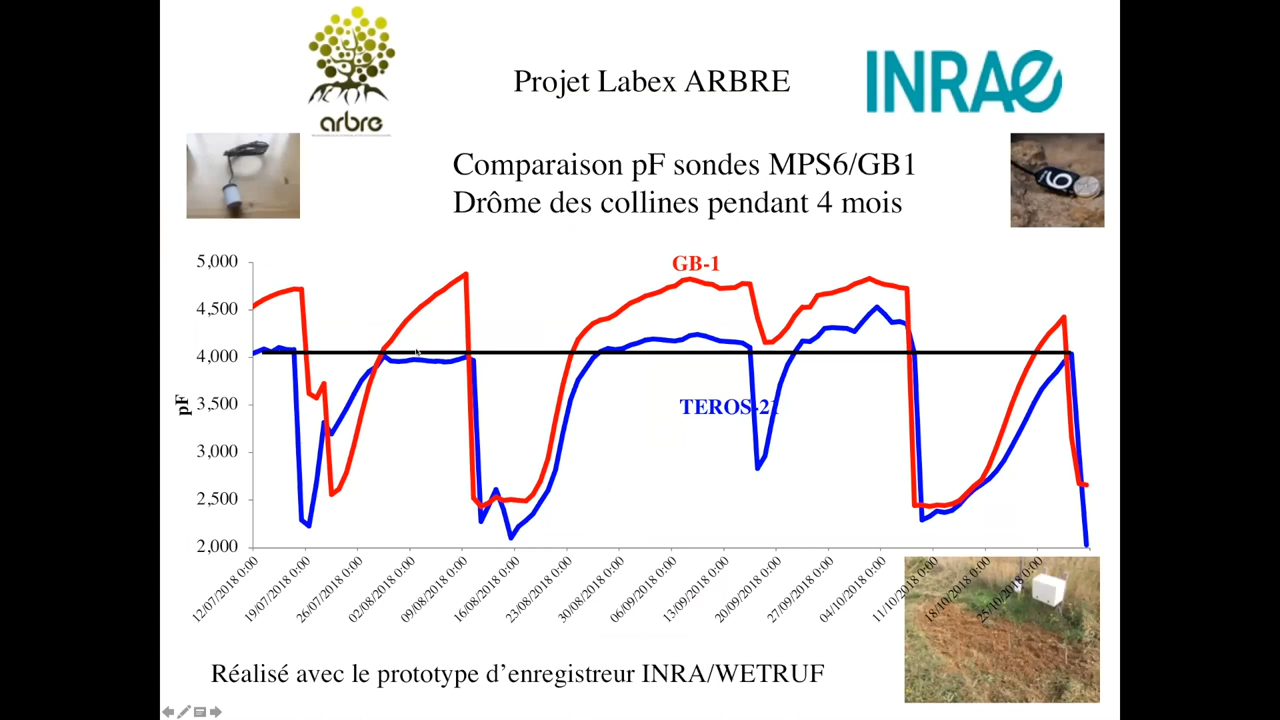 arbre
INRAE
Projet Labex ARBRE
Comparaison pF sondes MPS6/GB1
Drôme des collines pendant 4 mois
6
GB-1
TEROS-21
pF
5,000
4,500
4,000
3,500
3,000
2,500
2,000
12/07/2018 0:00
19/07/2018 0:00
26/07/2018 0:00
02/08/2018 0:00
09/08/2018 0:00
16/08/2018 0:00
23/08/2018 0:00
30/08/2018 0:00
06/09/2018 0:00
13/09/2018 0:00
20/09/2018 0:00
27/09/2018 0:00
04/10/2018 0:00
11/10/2018 0:00
18/10/2018 0:00
25/10/2018 0:00
Réalisé avec le prototype d’enregistreur INRA/WETRUF